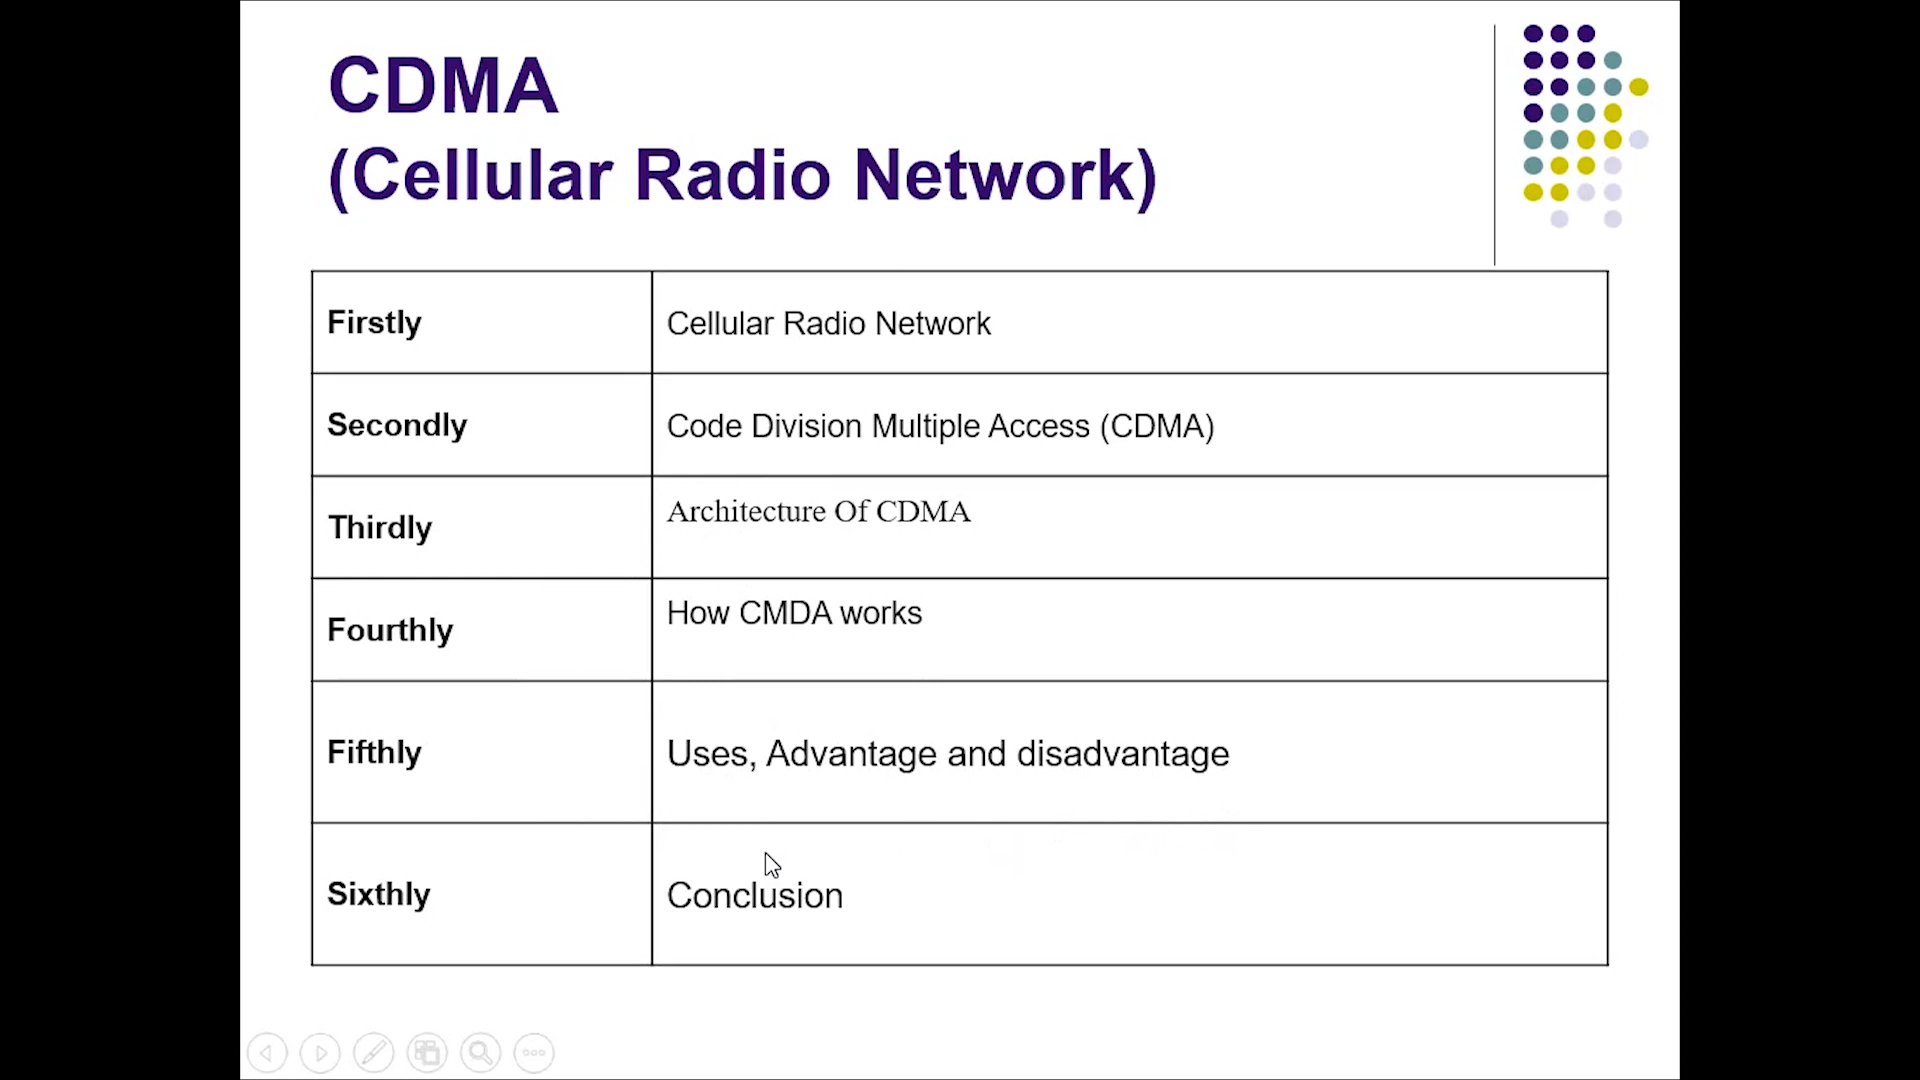 CDMA
(Cellular Radio Network)
Firstly
Cellular Radio Network
Secondly
Code Division Multiple Access (CDMA)
Thirdly
Architecture Of CDMA
Fourthly
How CMDA works
Fifthly
Uses, Advantage and disadvantage
Sixthly
Conclusion